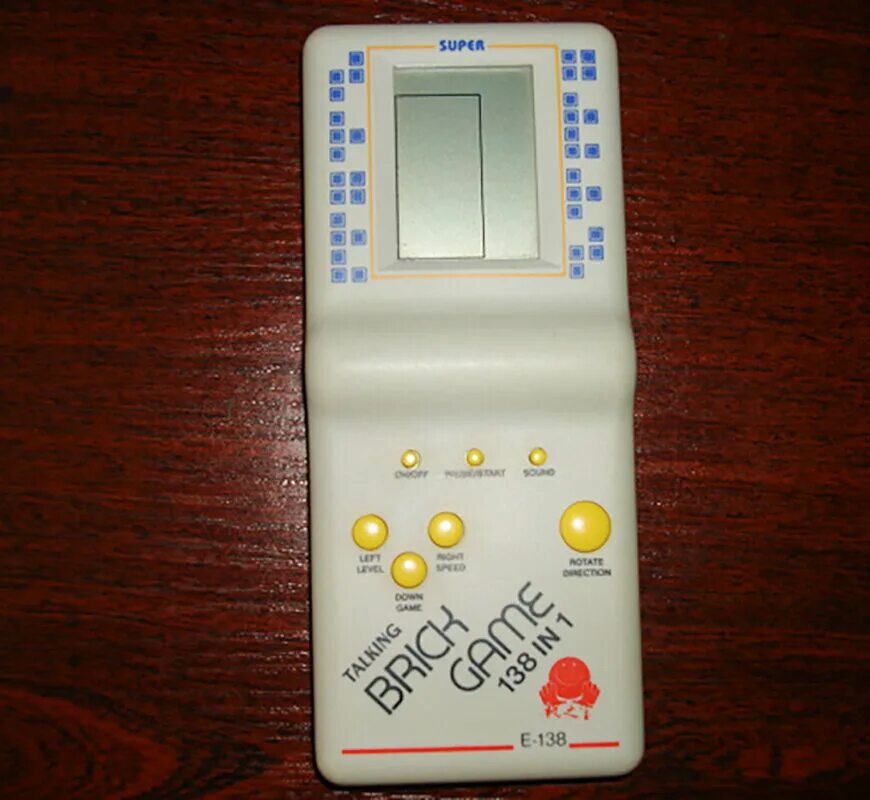 SUPER
ON/OFF PAUSE/START SOUND
LEFT
LEVEL
RIGHT
SPEED
DOWN
GAME
ROTATE
DIRECTION
TALKING
BRICK
GAME
138 IN 1
E-138